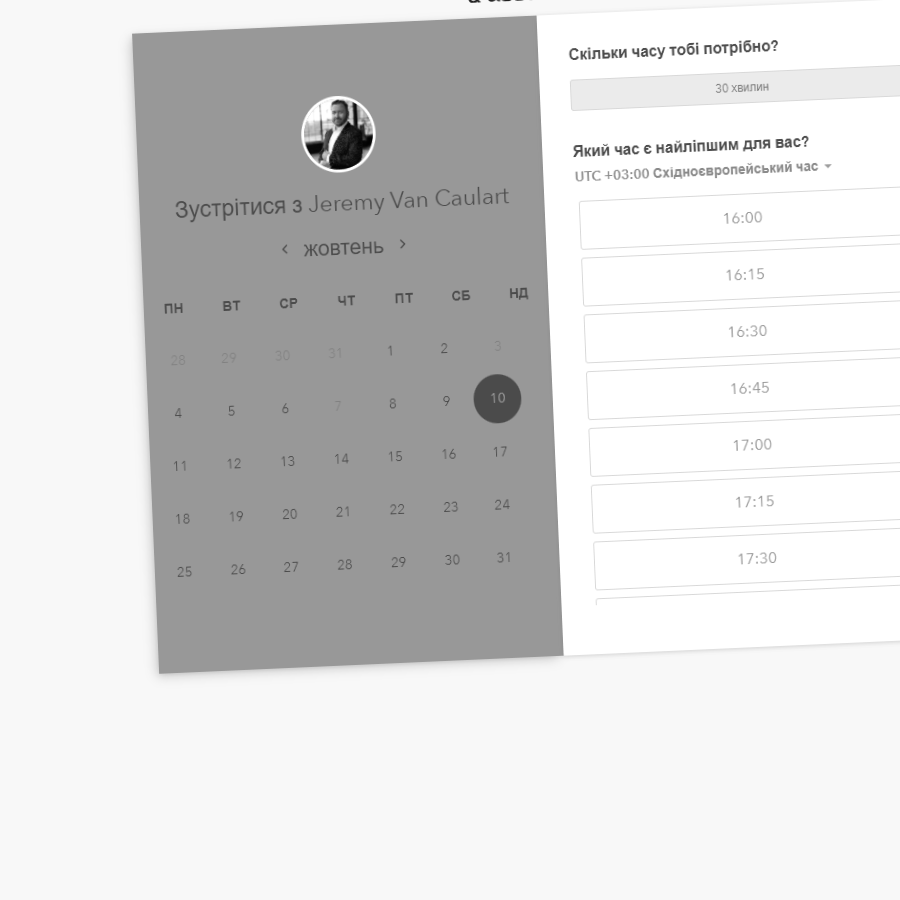 Зустрітися з Jeremy Van Caulart
жовтень
ПН ВТ СР ЧТ ПТ СБ НД
28 29 30 31 1 2 3
4 5 6 7 8 9 10
11 12 13 14 15 16 17
18 19 20 21 22 23 24
25 26 27 28 29 30 31
Скільки часу тобі потрібно?
30 хвилин
Який час є найліпшим для вас?
UTC +03:00 Східноєвропейський час
16:00
16:15
16:30
16:45
17:00
17:15
17:30